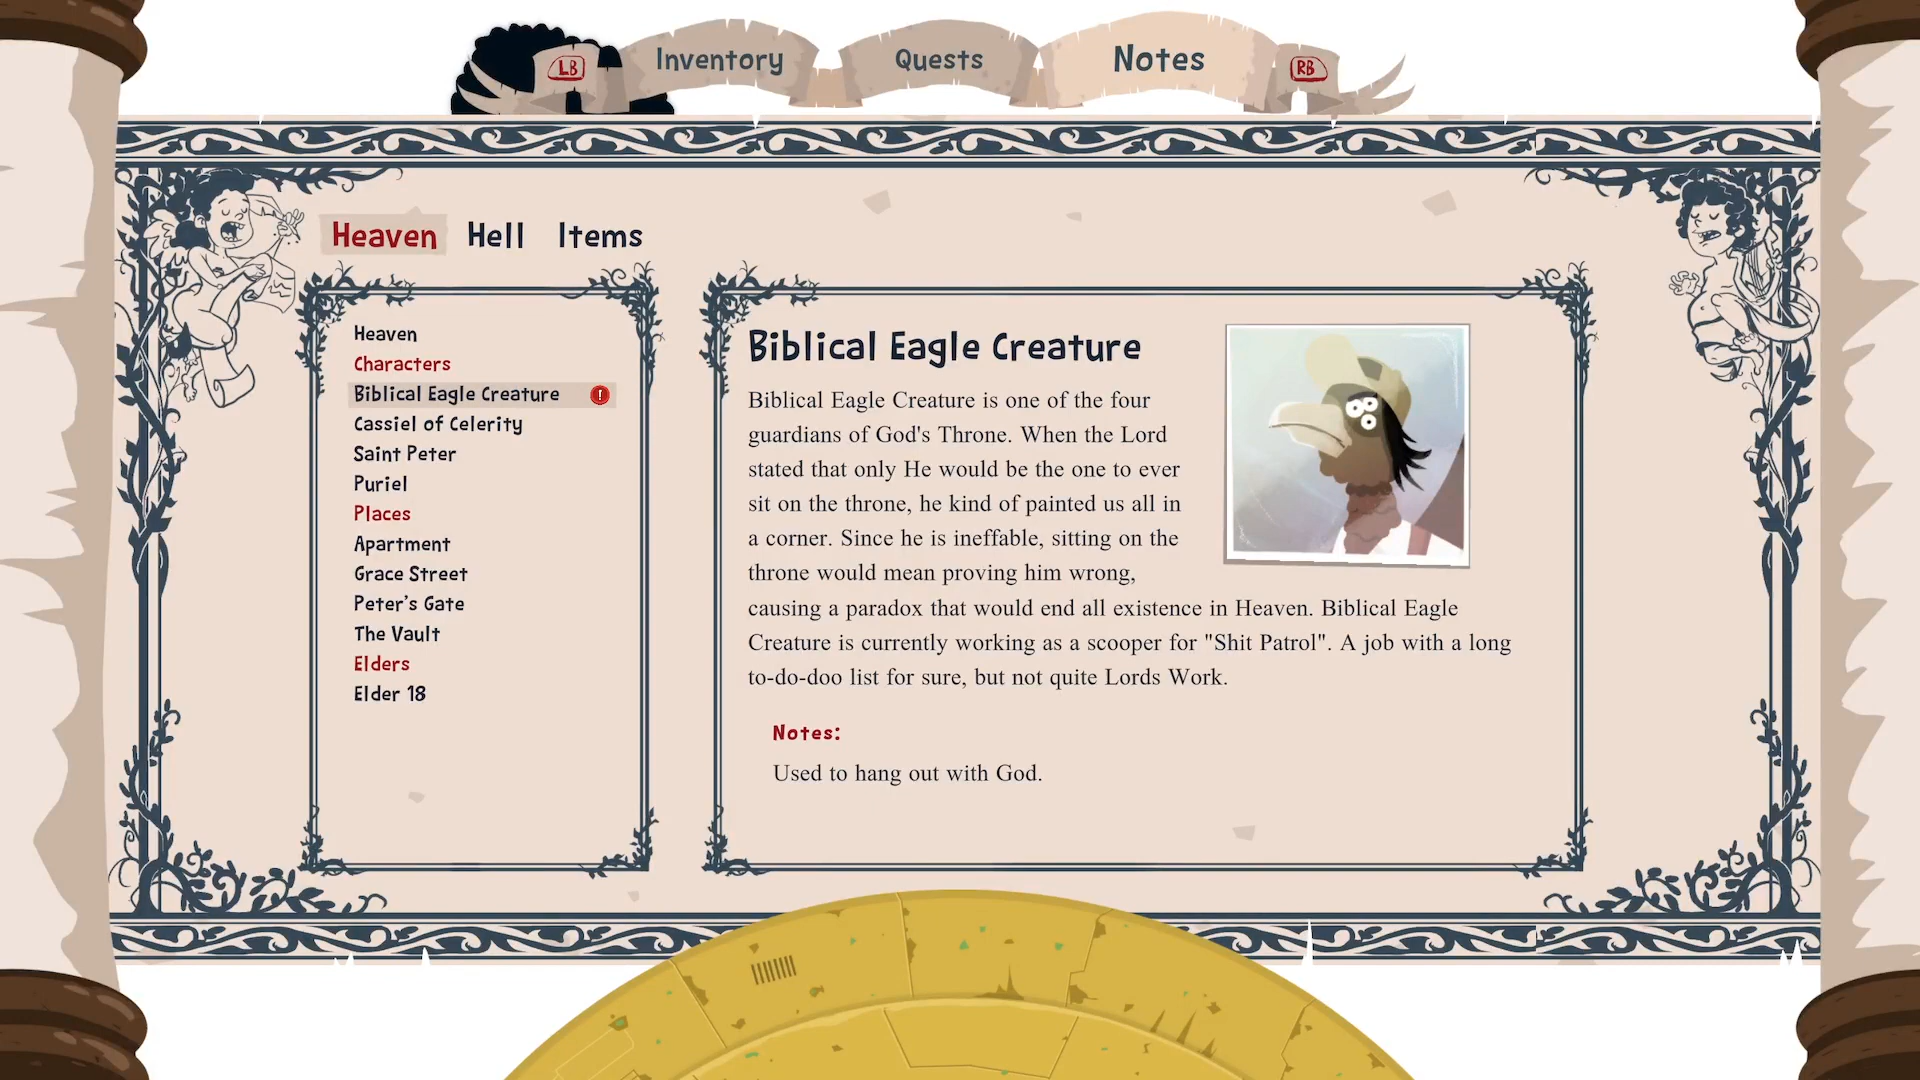 LB
Inventory
Quests
Notes
RB
Heaven
Hell
Items
Heaven
Characters
Biblical Eagle Creature
!
Cassiel of Celerity
Saint Peter
Puriel
Places
Apartment
Grace Street
Peter's Gate
The Vault
Elders
Elder 18
Biblical Eagle Creature
Biblical Eagle Creature is one of the four
guardians of God's Throne. When the Lord
stated that only He would be the one to ever
sit on the throne, he kind of painted us all in
a corner. Since he is ineffable, sitting on the
throne would mean proving him wrong,
causing a paradox that would end all existence in Heaven. Biblical Eagle
Creature is currently working as a scooper for "Shit Patrol". A job with a long
to-do-doo list for sure, but not quite Lords Work.
Notes:
Used to hang out with God.